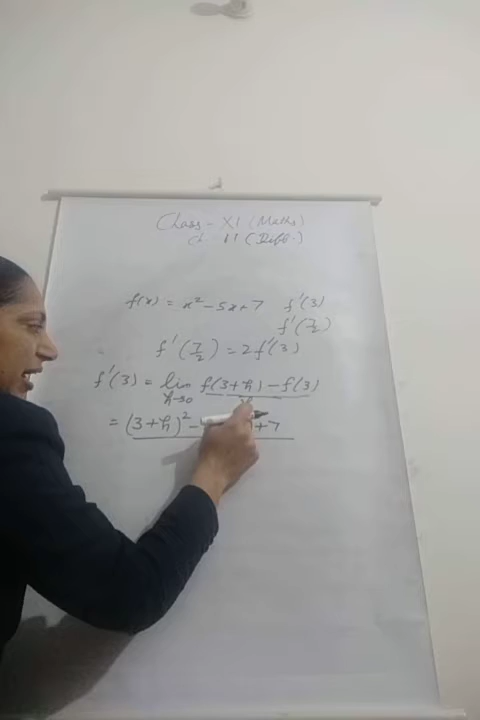 Class - XI (Maths)
Ch - 11 (Diff.)
f(x) = x² - 5x + 7 f'(3)
f'(7/2)
f'(7/2) = 2f'(3)
f'(3) = lim h→0 f(3+h) - f(3)
= (3+h)² - +7